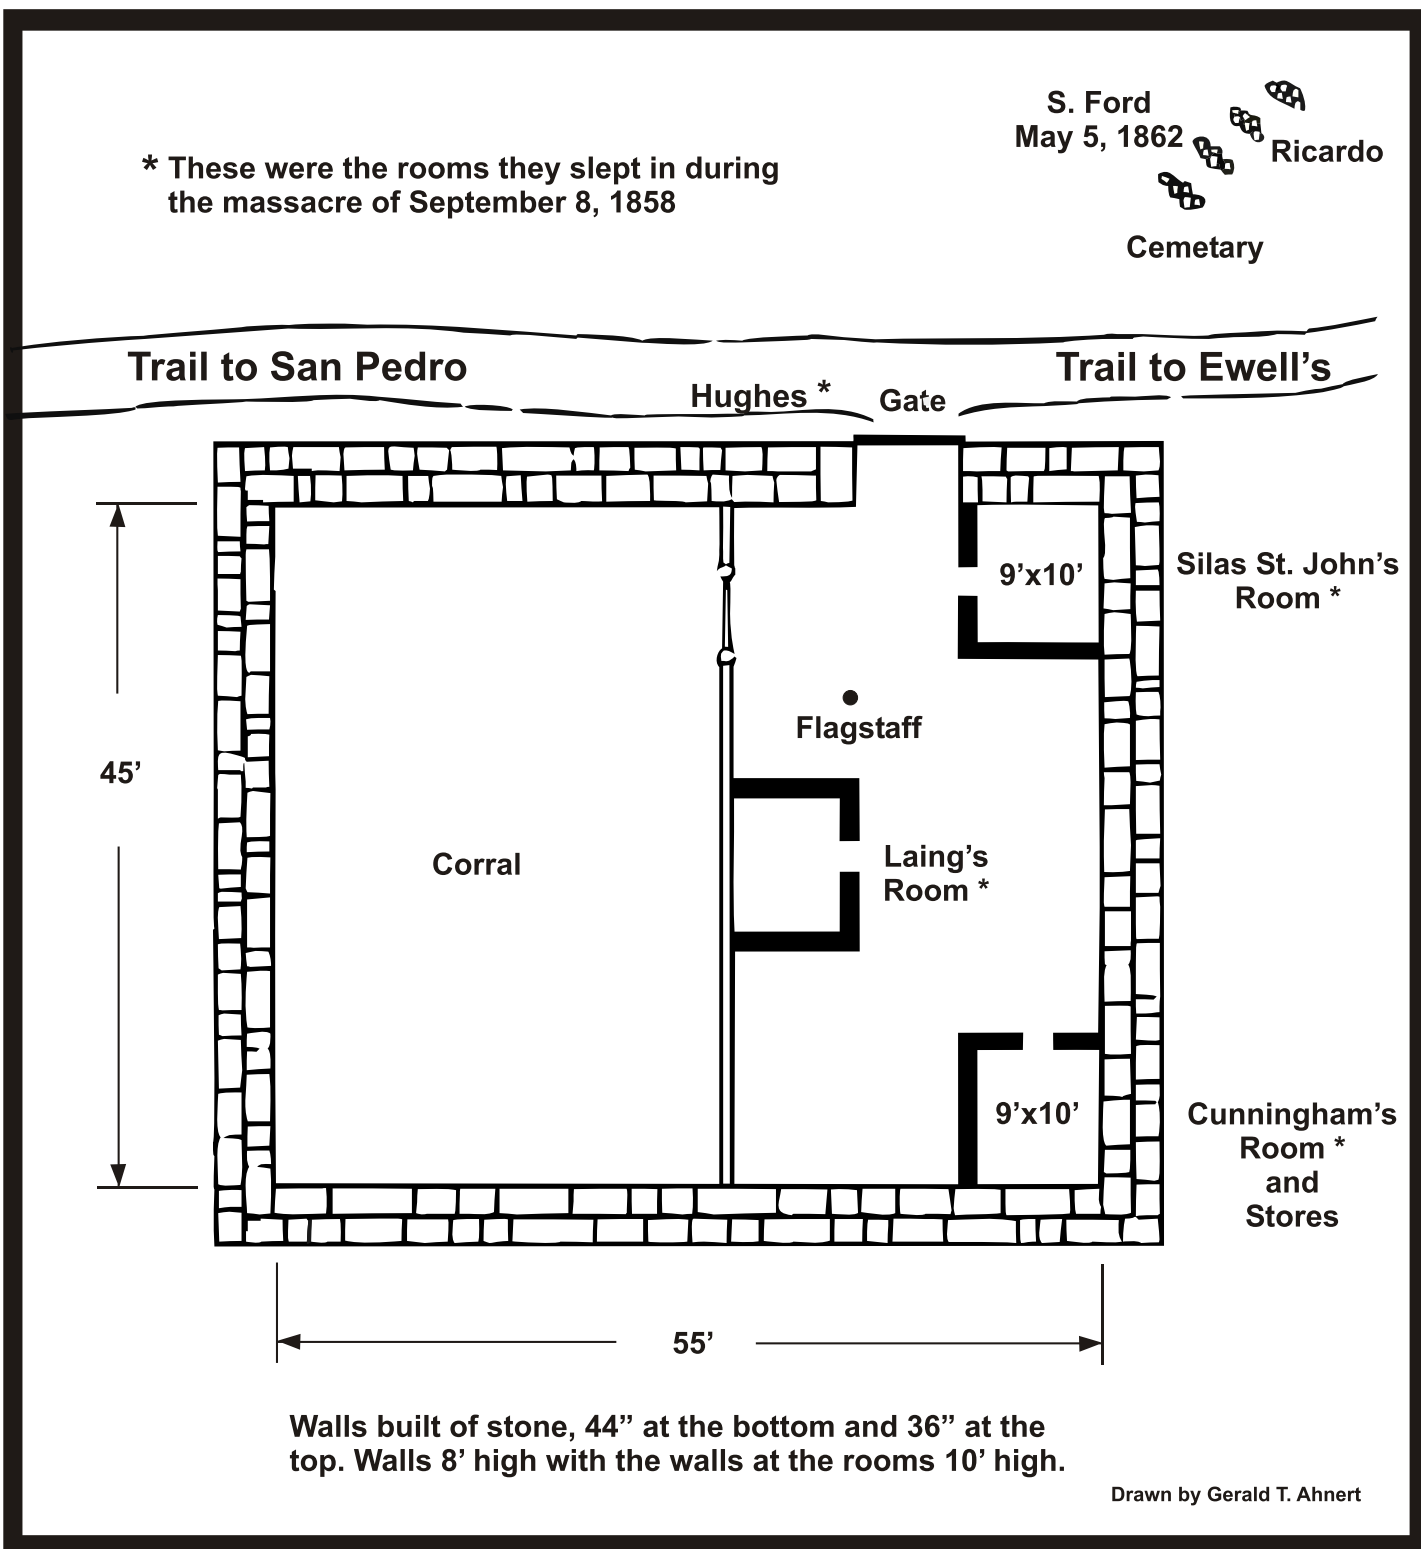 S. Ford
May 5, 1862
Ricardo
Cemetary
* These were the rooms they slept in during
the massacre of September 8, 1858
Trail to San Pedro
Trail to Ewell’s
Hughes *
Gate
9’x10’
Silas St. John’s
Room *
Flagstaff
45’
Corral
Laing’s
Room *
9’x10’
Cunningham’s
Room *
and
Stores
55’
Walls built of stone, 44” at the bottom and 36” at the
top. Walls 8’ high with the walls at the rooms 10’ high.
Drawn by Gerald T. Ahnert